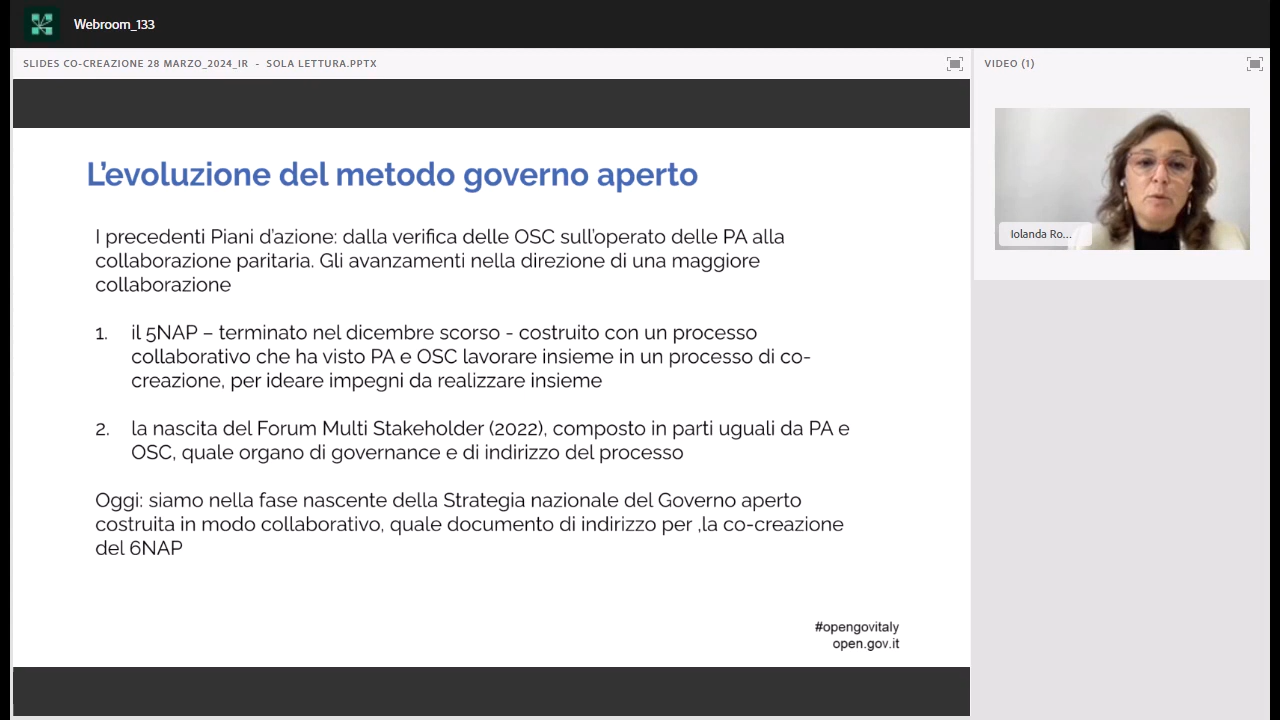 Webroom_133
SLIDES CO-CREAZIONE 28 MARZO_2024_IR - SOLA LETTURA.PPTX
VIDEO (1)
L'evoluzione del metodo governo aperto
I precedenti Piani d'azione: dalla verifica delle OSC sull'operato delle PA alla
collaborazione paritaria. Gli avanzamenti nella direzione di una maggiore
collaborazione
1. il 5NAP – terminato nel dicembre scorso - costruito con un processo
collaborativo che ha visto PA e OSC lavorare insieme in un processo di co-
creazione, per ideare impegni da realizzare insieme
2. la nascita del Forum Multi Stakeholder (2022), composto in parti uguali da PA e
OSC, quale organo di governance e di indirizzo del processo
Oggi: siamo nella fase nascente della Strategia nazionale del Governo aperto
costruita in modo collaborativo, quale documento di indirizzo per ,la co-creazione
del 6NAP
#opengovitaly
open.gov.it
Iolanda Ro...